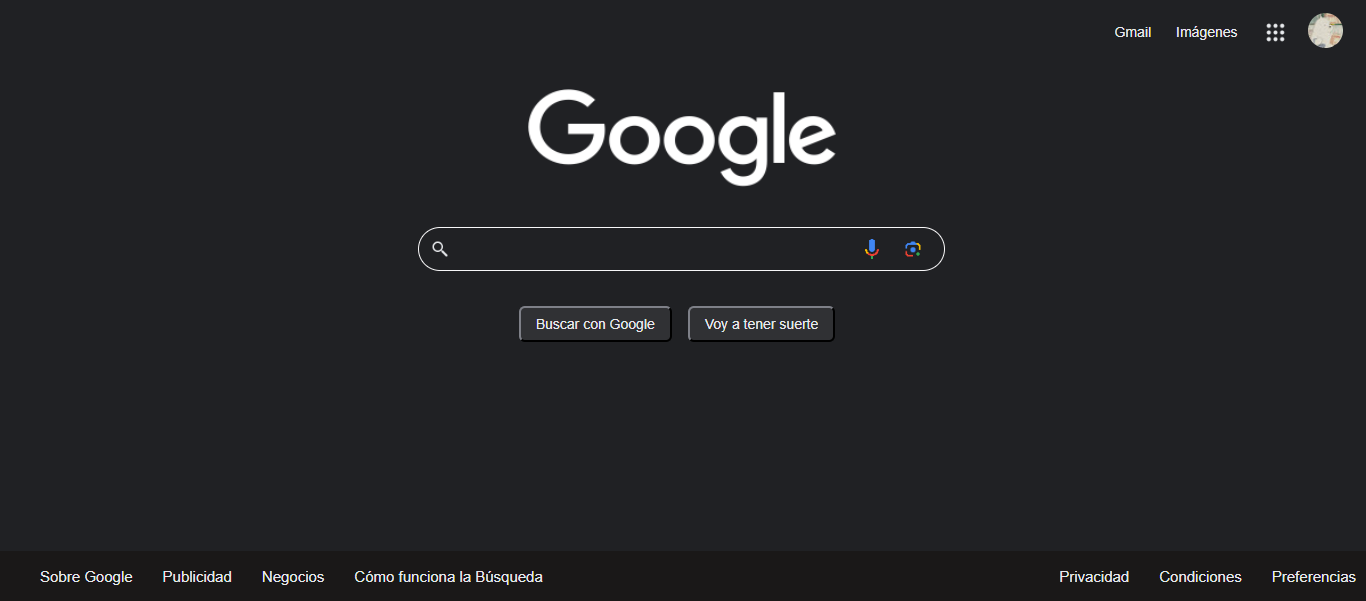 Gmail Imágenes
Google
Buscar con Google Voy a tener suerte
Sobre Google Publicidad Negocios Cómo funciona la Búsqueda Privacidad Condiciones Preferencias